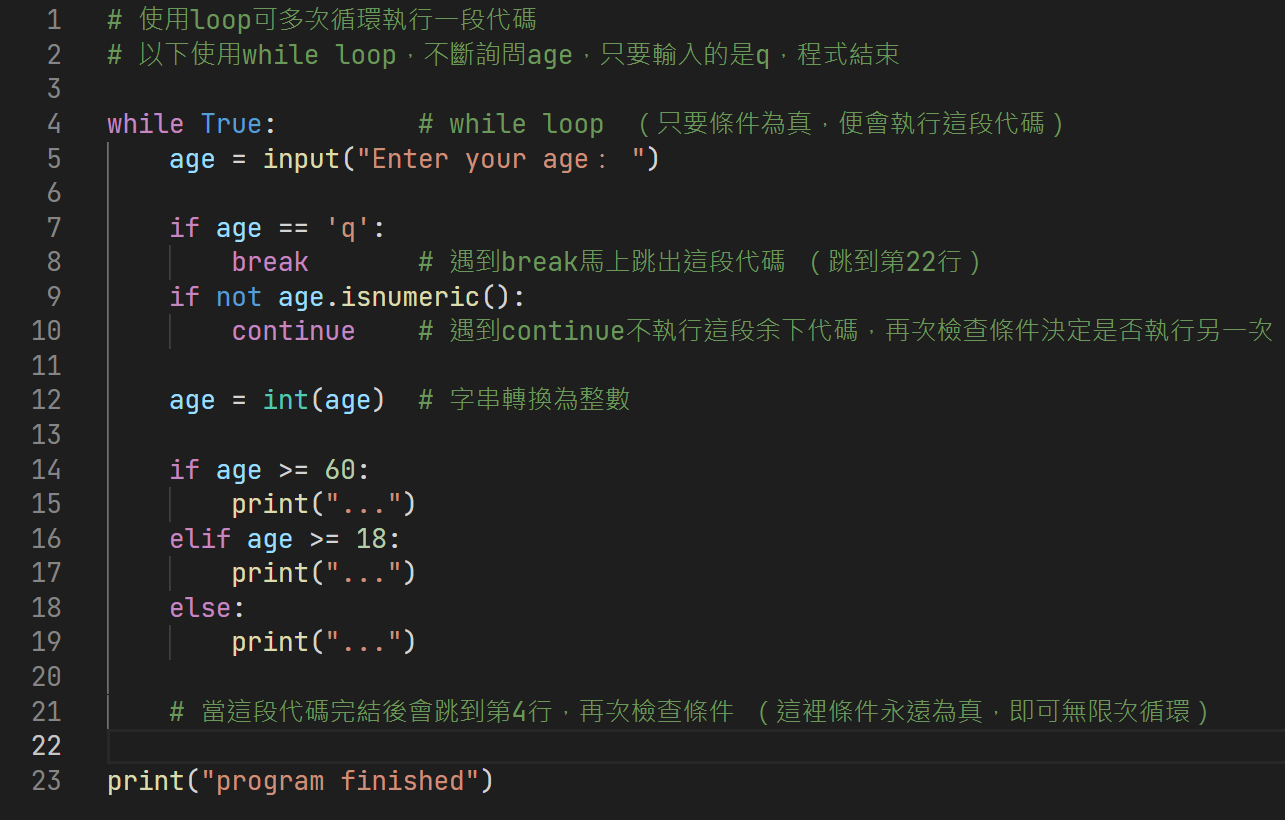 1 # 使用loop可多次循環執行一段代碼
2 # 以下使用while loop，不斷詢問age，只要輸入的是q，程式結束
3
4 while True:         # while loop （只要條件為真，便會執行這段代碼）
5     age = input("Enter your age： ")
6
7     if age == 'q':
8         break       # 遇到break馬上跳出這段代碼 （跳到第22行）
9     if not age.isnumeric():
10         continue    # 遇到continue不執行這段余下代碼，再次檢查條件決定是否執行另一次
11
12     age = int(age)  # 字串轉換為整數
13
14     if age >= 60:
15         print("...")
16     elif age >= 18:
17         print("...")
18     else:
19         print("...")
20
21     # 當這段代碼完結後會跳到第4行，再次檢查條件 （這裡條件永遠為真，即可無限次循環）
22
23 print("program finished")